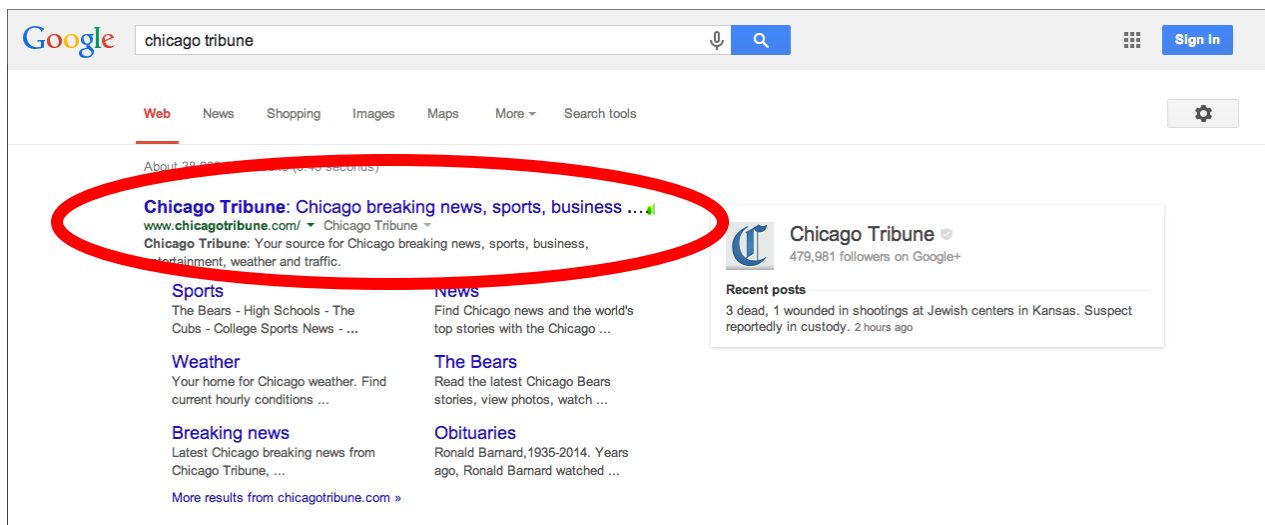 Google
chicago tribune
Sign in
Web News Shopping Images Maps More Search tools
About seconds)
Chicago Tribune: Chicago breaking news, sports, business ...
www.chicagotribune.com/ Chicago Tribune
Chicago Tribune: Your source for Chicago breaking news, sports, business,
entertainment, weather and traffic.
Sports
The Bears - High Schools - The
Cubs - College Sports News - ...
News
Find Chicago news and the world's
top stories with the Chicago ...
Weather
Your home for Chicago weather. Find
current hourly conditions ...
The Bears
Read the latest Chicago Bears
stories, view photos, watch ...
Breaking news
Latest Chicago breaking news from
Chicago Tribune, ...
Obituaries
Ronald Barnard,1935-2014. Years
ago, Ronald Barnard watched ...
More results from chicagotribune.com »
C
Chicago Tribune
479,981 followers on Google+
Recent posts
3 dead, 1 wounded in shootings at Jewish centers in Kansas. Suspect
reportedly in custody. 2 hours ago